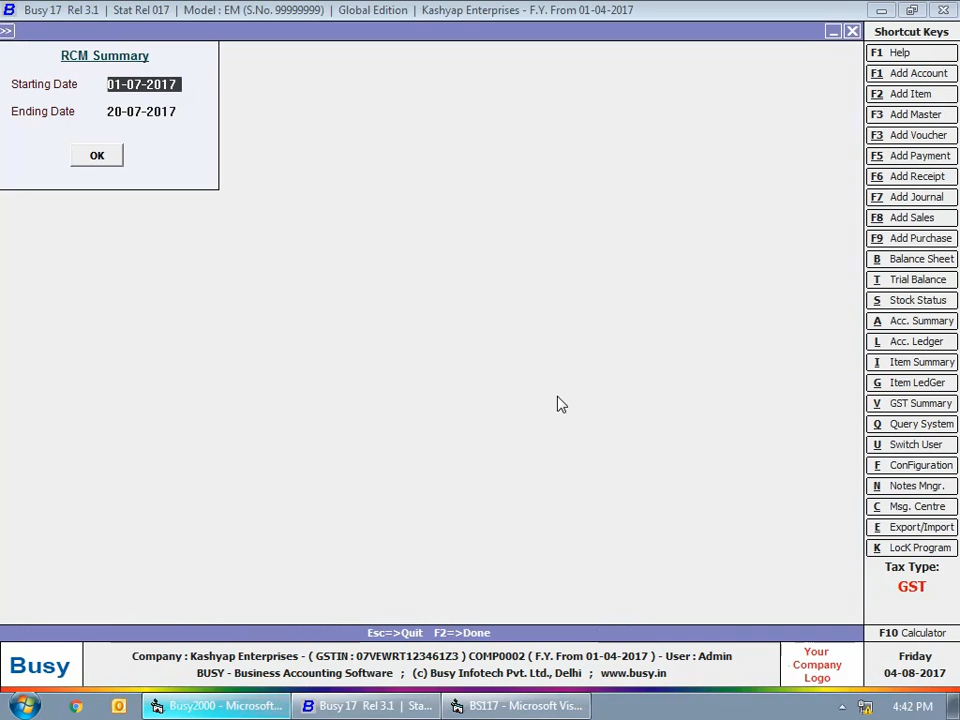 Busy 17 Rel 3.1 | Stat Rel 017 | Model : EM (S.No. 99999999) | Global Edition | Kashyap Enterprises - F.Y. From 01-04-2017
>>
RCM Summary
Starting Date 01-07-2017
Ending Date 20-07-2017
OK
Shortcut Keys
F1 Help
F1 Add Account
F2 Add Item
F3 Add Master
F3 Add Voucher
F5 Add Payment
F6 Add Receipt
F7 Add Journal
F8 Add Sales
F9 Add Purchase
B Balance Sheet
T Trial Balance
S Stock Status
A Acc. Summary
L Acc. Ledger
I Item Summary
G Item LedGer
V GST Summary
Q Query System
U Switch User
F ConFiguration
N Notes Mngr.
C Msg. Centre
E Export/Import
K LocK Program
Tax Type:
GST
Esc=>Quit F2=>Done
F10 Calculator
Busy
Company : Kashyap Enterprises - ( GSTIN : 07VEWRT123461Z3 ) COMP0002 ( F.Y. From 01-04-2017 ) - User : Admin
BUSY - Business Accounting Software ; (c) Busy Infotech Pvt. Ltd., Delhi ; www.busy.in
Your
Company
Logo
Friday
04-08-2017
Busy2000 - Microsoft...
Busy 17 Rel 3.1 | Sta...
BS117 - Microsoft Vis...
4:42 PM